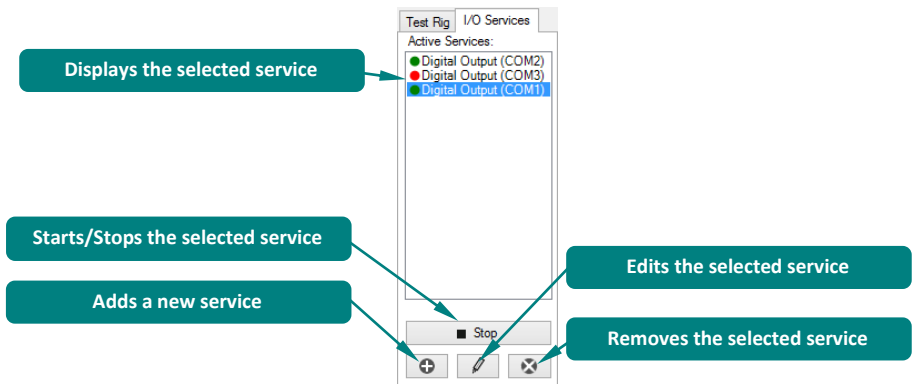 Test Rig I/O Services
Active Services:
Digital Output (COM2)
Displays the selected service
Digital Output (COM3)
Digital Output (COM1)
Starts/Stops the selected service
Edits the selected service
Adds a new service
Stop
Removes the selected service